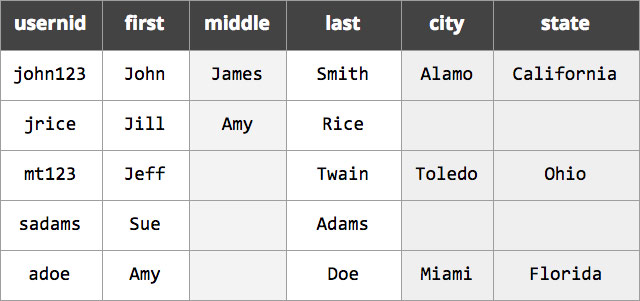 usernid first middle last city state
john123 John James Smith Alamo California
jrice Jill Amy Rice
mt123 Jeff Twain Toledo Ohio
sadams Sue Adams
adoe Amy Doe Miami Florida